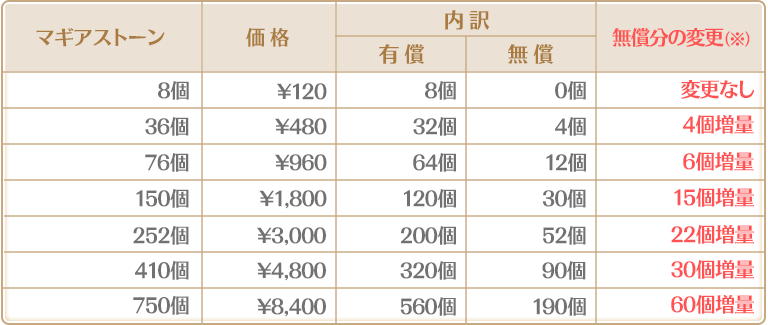 マギアストーン 価格 内訳 無償分の変更(※)
有償 無償
8個 ¥120 8個 0個 変更なし
36個 ¥480 32個 4個 4個増量
76個 ¥960 64個 12個 6個増量
150個 ¥1,800 120個 30個 15個増量
252個 ¥3,000 200個 52個 22個増量
410個 ¥4,800 320個 90個 30個増量
750個 ¥8,400 560個 190個 60個増量